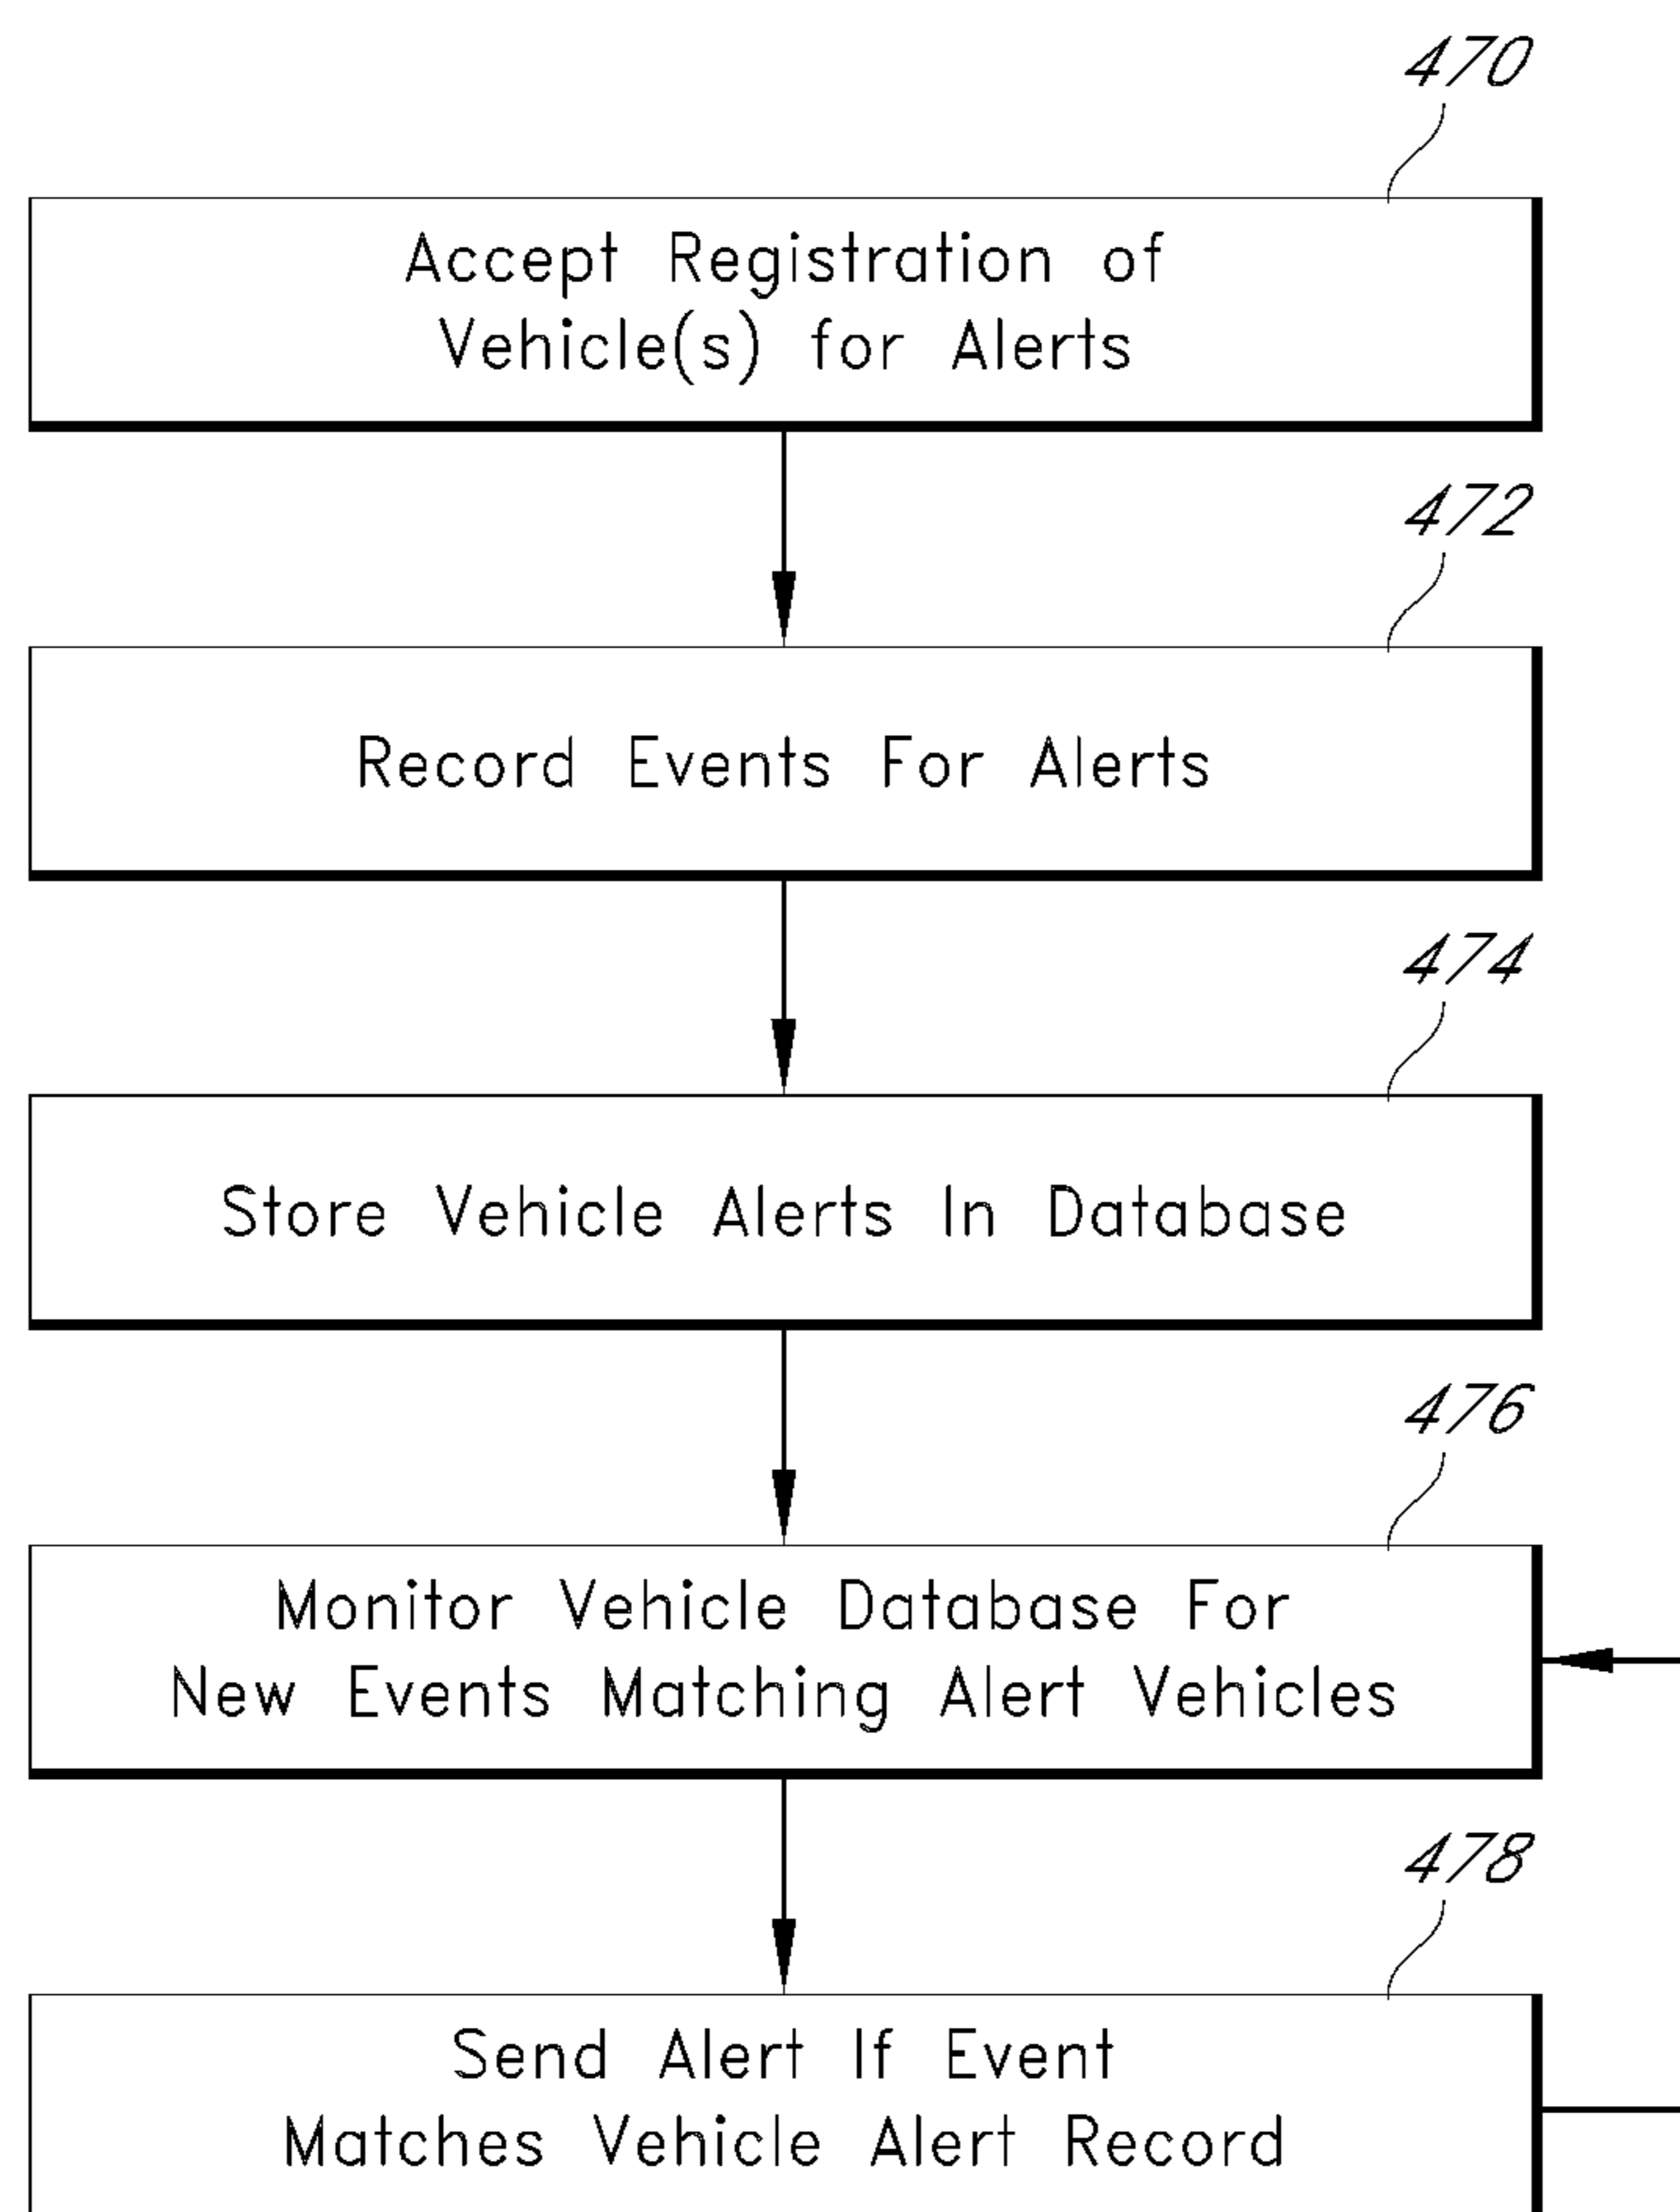 470
Accept Registration of
Vehicle(s) for Alerts
472
Record Events For Alerts
474
Store Vehicle Alerts In Database
476
Monitor Vehicle Database For
New Events Matching Alert Vehicles
478
Send Alert If Event
Matches Vehicle Alert Record